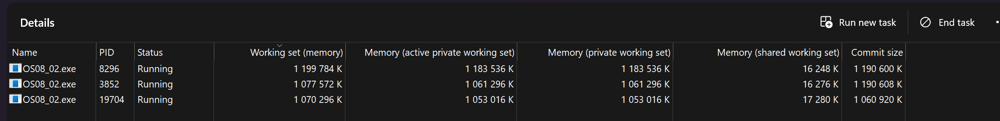 Details
Run new task
End task
Name PID Status Working set (memory) Memory (active private working set) Memory (private working set) Memory (shared working set) Commit size
OS08_02.exe 8296 Running 1 199 784 K 1 183 536 K 1 183 536 K 16 248 K 1 190 600 K
OS08_02.exe 3852 Running 1 077 572 K 1 061 296 K 1 061 296 K 16 276 K 1 190 608 K
OS08_02.exe 19704 Running 1 070 296 K 1 053 016 K 1 053 016 K 17 280 K 1 060 920 K